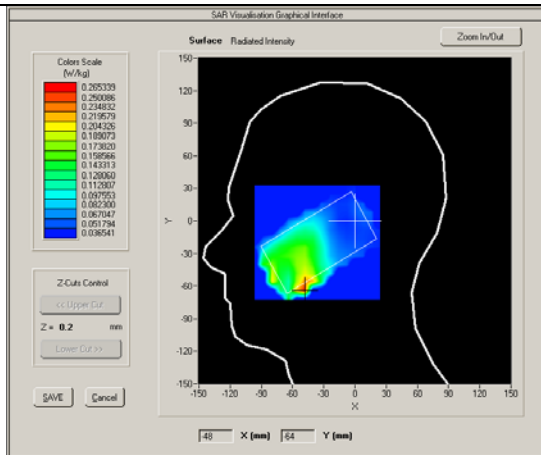 SAR Visualisation Graphical Interface
Surface Radiated Intensity
Zoom In/Out
Colors Scale
(W/kg)
0.265339
0.250086
0.234832
0.219579
0.204326
0.189073
0.173820
0.158566
0.143313
0.128060
0.112807
0.097553
0.082300
0.067047
0.051794
0.036541
Z-Cuts Control
<< Upper Cut
Z = 0.2 mm
Lower Cut >>
SAVE Cancel
150-
120-
90-
60-
30-
0-
-30-
-60-
-90-
-120-
-150-
Y
-150 -120 -90 -60 -30 0 30 60 90 120 150
X
-48 X (mm) -64 Y (mm)